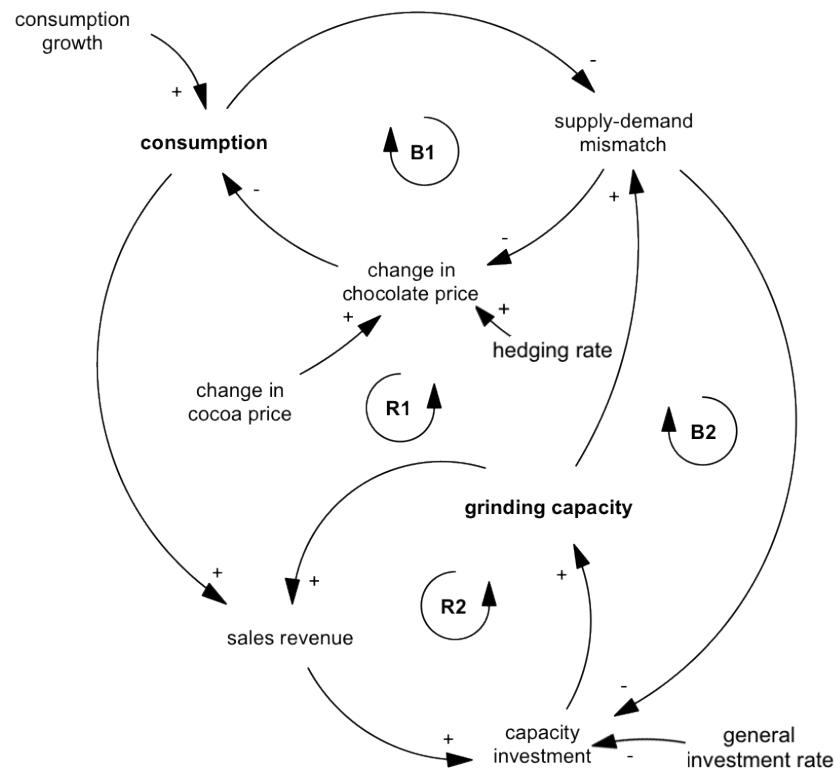 consumption
growth
-
+
supply-demand
mismatch
consumption
B1
-
+
-
change in
chocolate price
+
+
hedging rate
change in
cocoa price
R1
B2
grinding capacity
+
+
+
R2
sales revenue
-
+
capacity
investment
general
investment rate
-